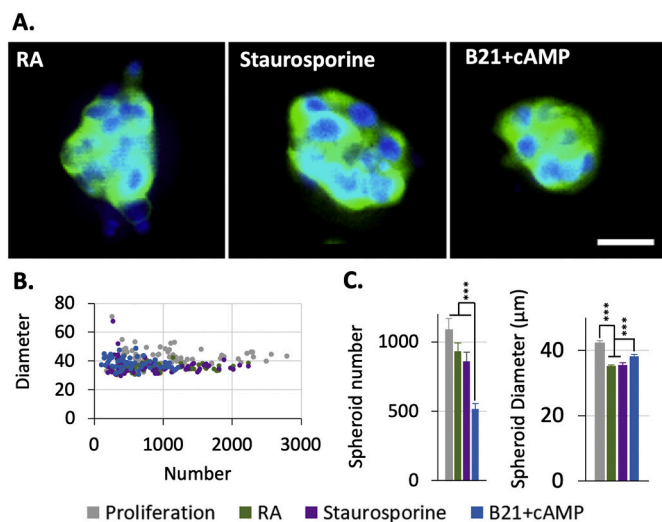 A.
RA
Staurosporine
B21+cAMP
B.
Diameter
80
60
40
20
0
0 1000 2000 3000
Number
C.
Spheroid number
1000
500
0
***
Spheroid Diameter (µm)
40
20
0
***
***
Proliferation RA Staurosporine B21+cAMP